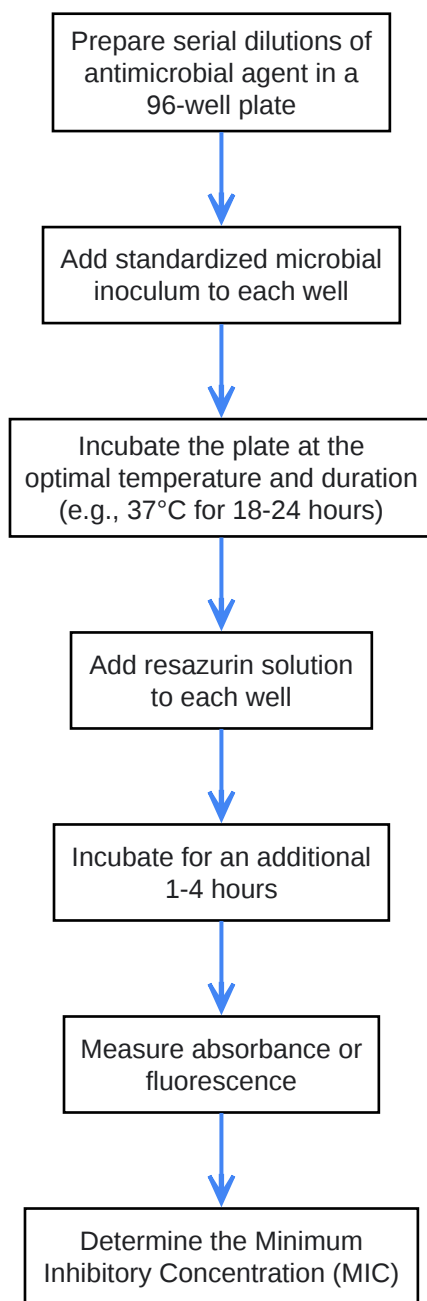 Prepare serial dilutions of
antimicrobial agent in a
96-well plate
Add standardized microbial
inoculum to each well
Incubate the plate at the
optimal temperature and duration
(e.g., 37°C for 18-24 hours)
Add resazurin solution
to each well
Incubate for an additional
1-4 hours
Measure absorbance or
fluorescence
Determine the Minimum
Inhibitory Concentration (MIC)